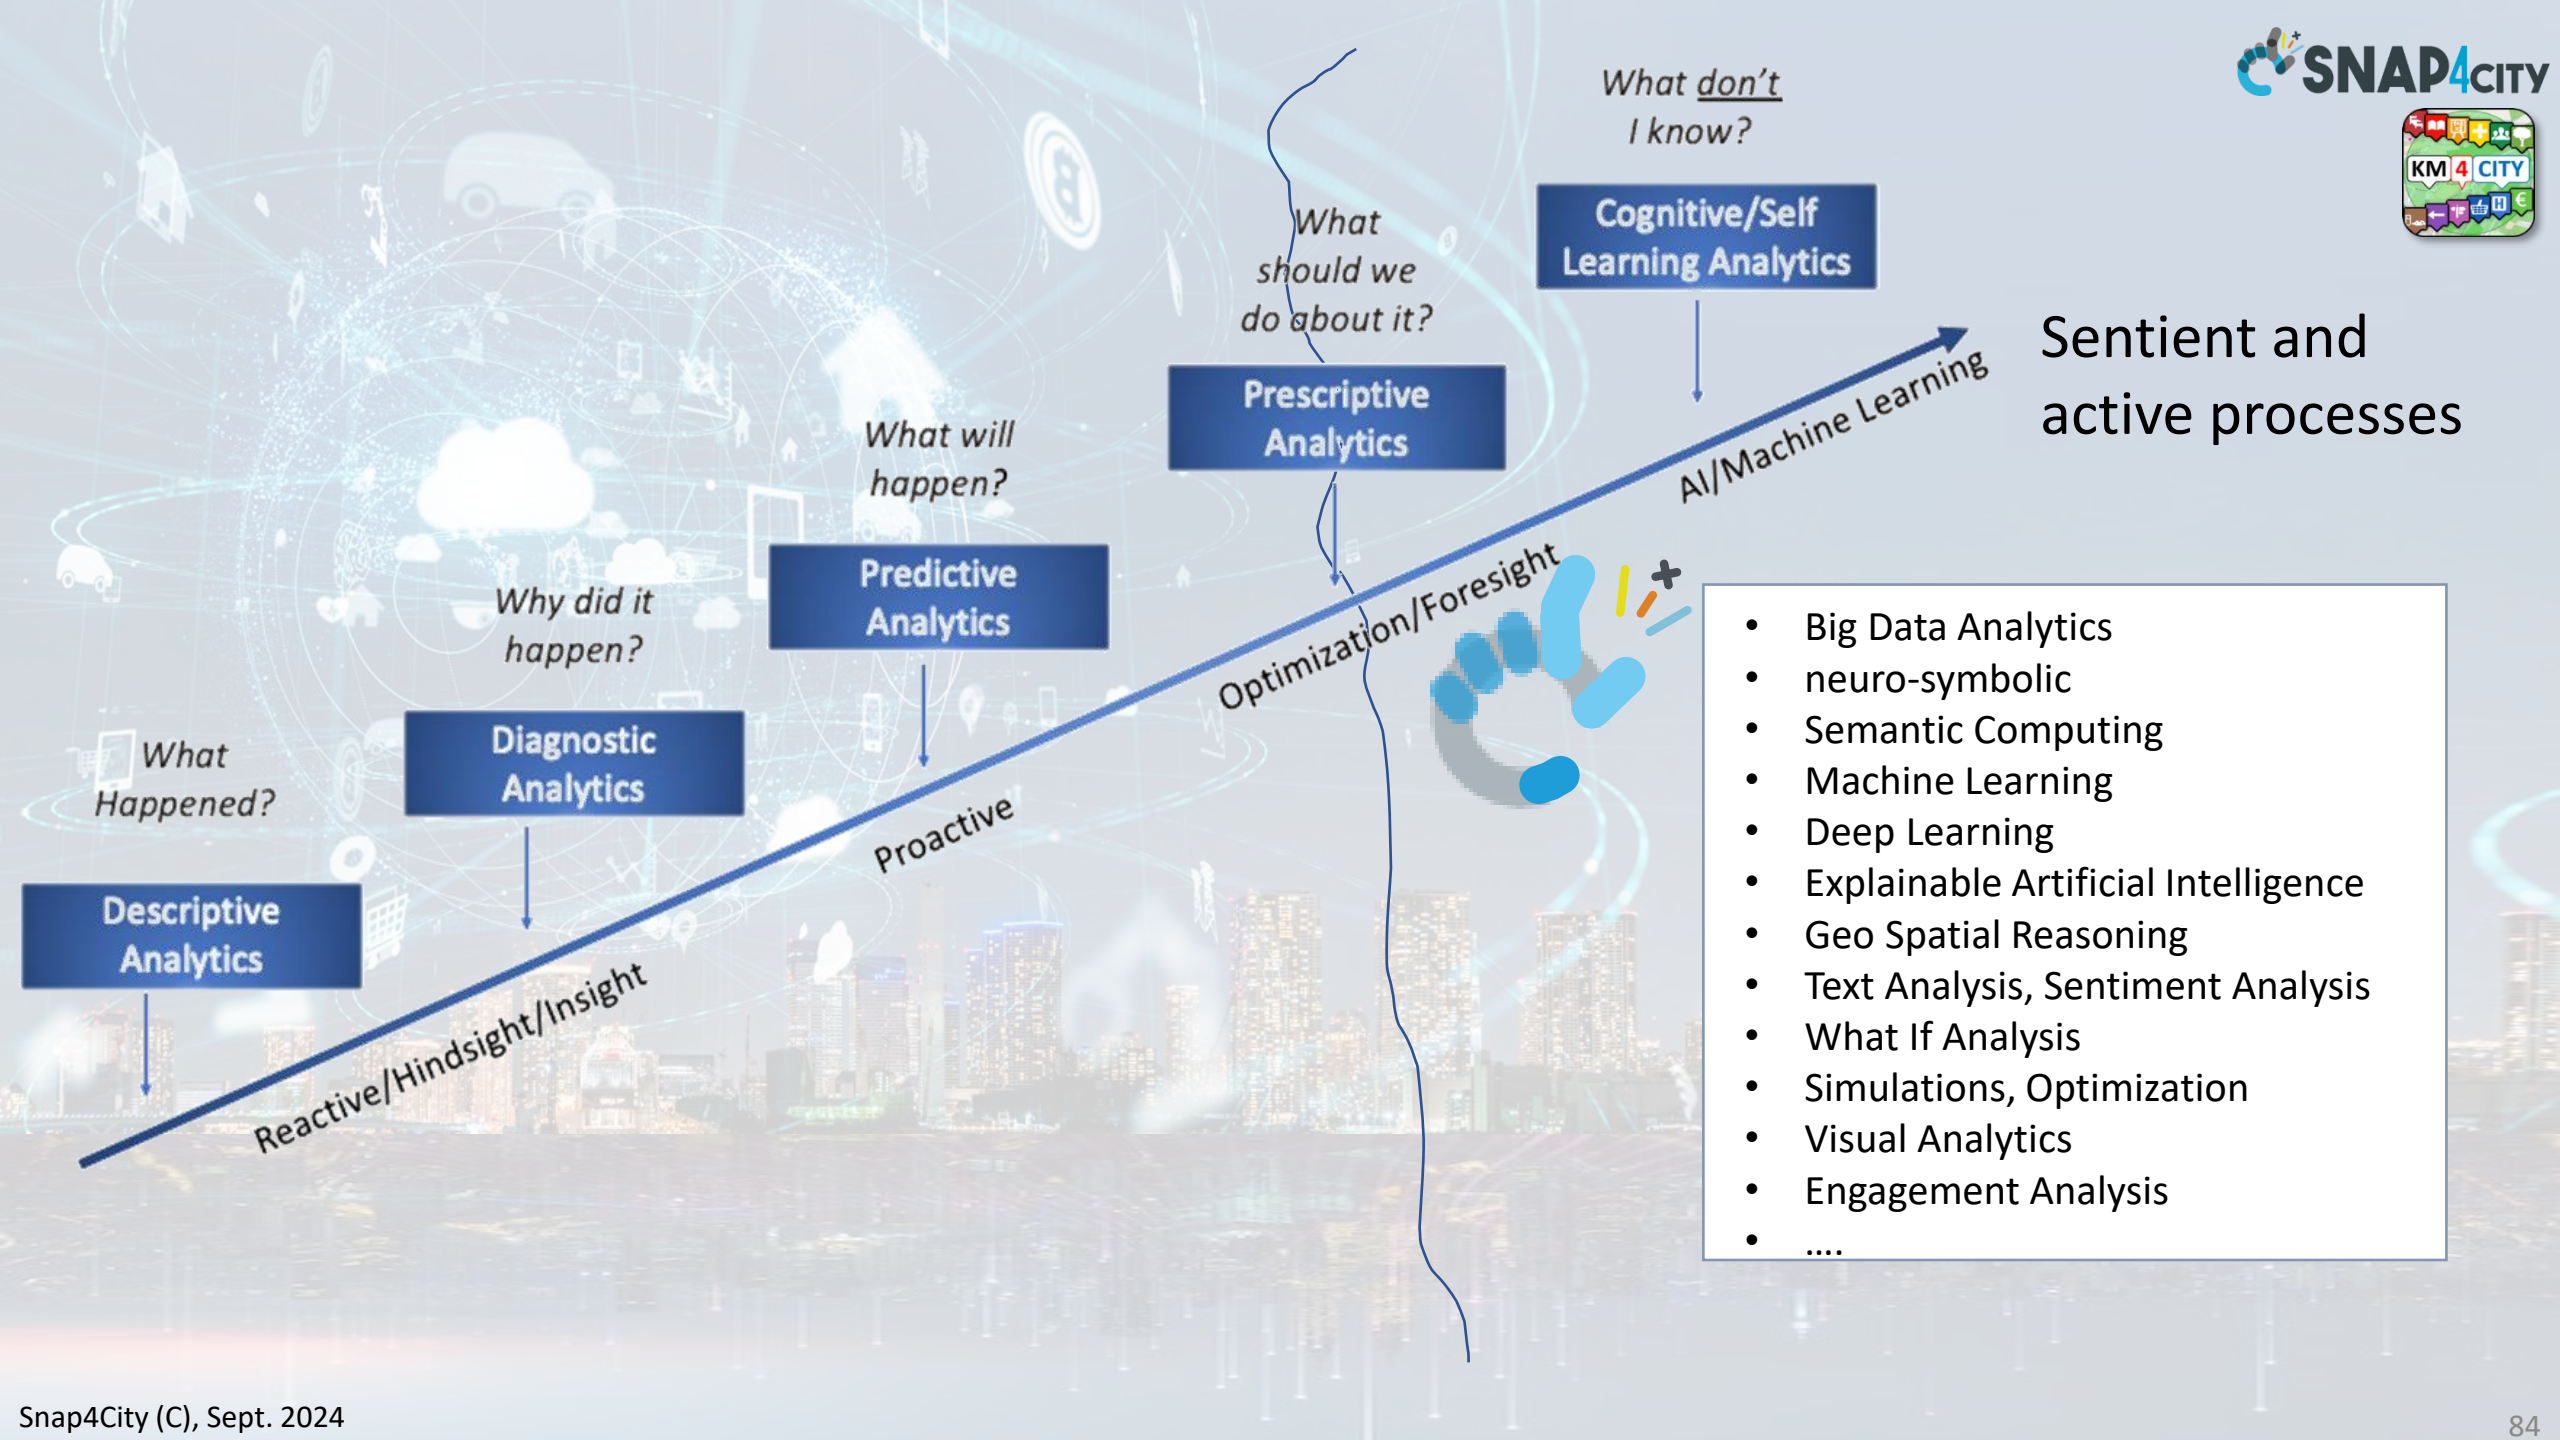 SNAP4CITY
KM 4 CITY
What don't
I know?
Cognitive/Self
Learning Analytics
What
should we
do about it?
Prescriptive
Analytics
What will
happen?
Predictive
Analytics
Why did it
happen?
Diagnostic
Analytics
What
Happened?
Descriptive
Analytics
Reactive/Hindsight/Insight
Proactive
Optimization/Foresight
AI/Machine Learning
Sentient and
active processes
• Big Data Analytics
• neuro-symbolic
• Semantic Computing
• Machine Learning
• Deep Learning
• Explainable Artificial Intelligence
• Geo Spatial Reasoning
• Text Analysis, Sentiment Analysis
• What If Analysis
• Simulations, Optimization
• Visual Analytics
• Engagement Analysis
• ....
Snap4City (C), Sept. 2024
84